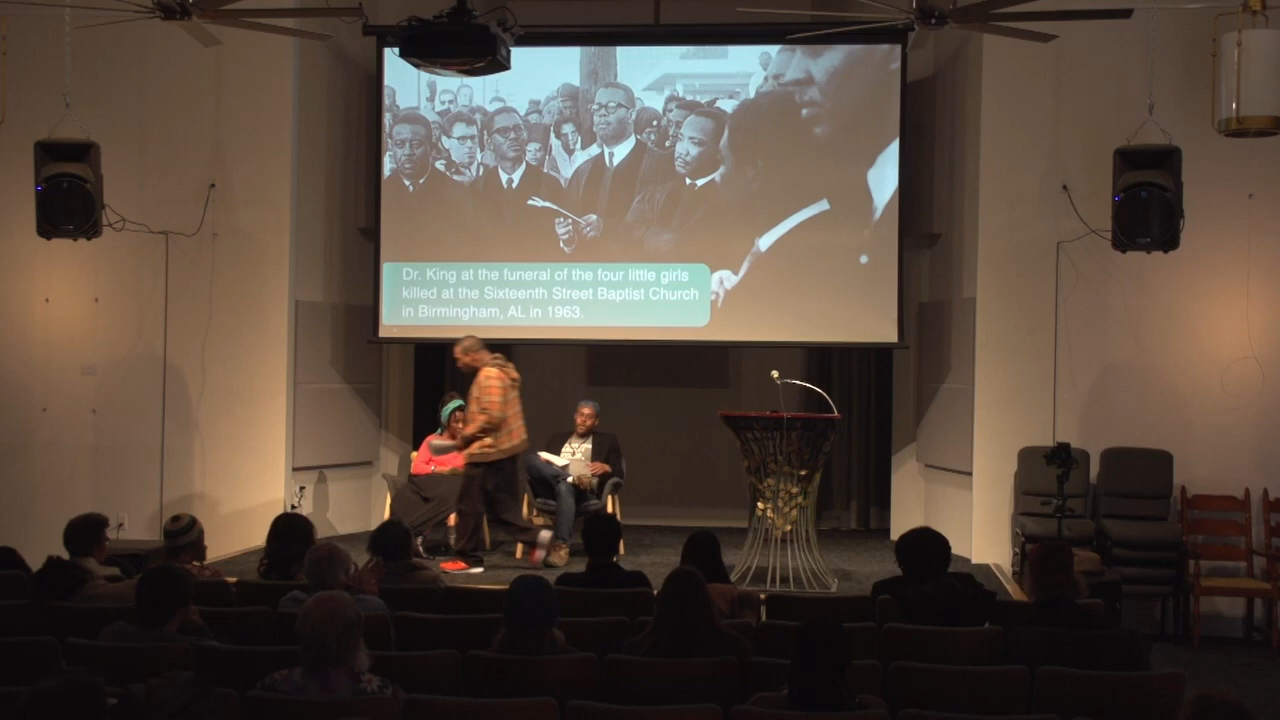 Dr. King at the funeral of the four little girls
killed at the Sixteenth Street Baptist Church
in Birmingham, AL in 1963.